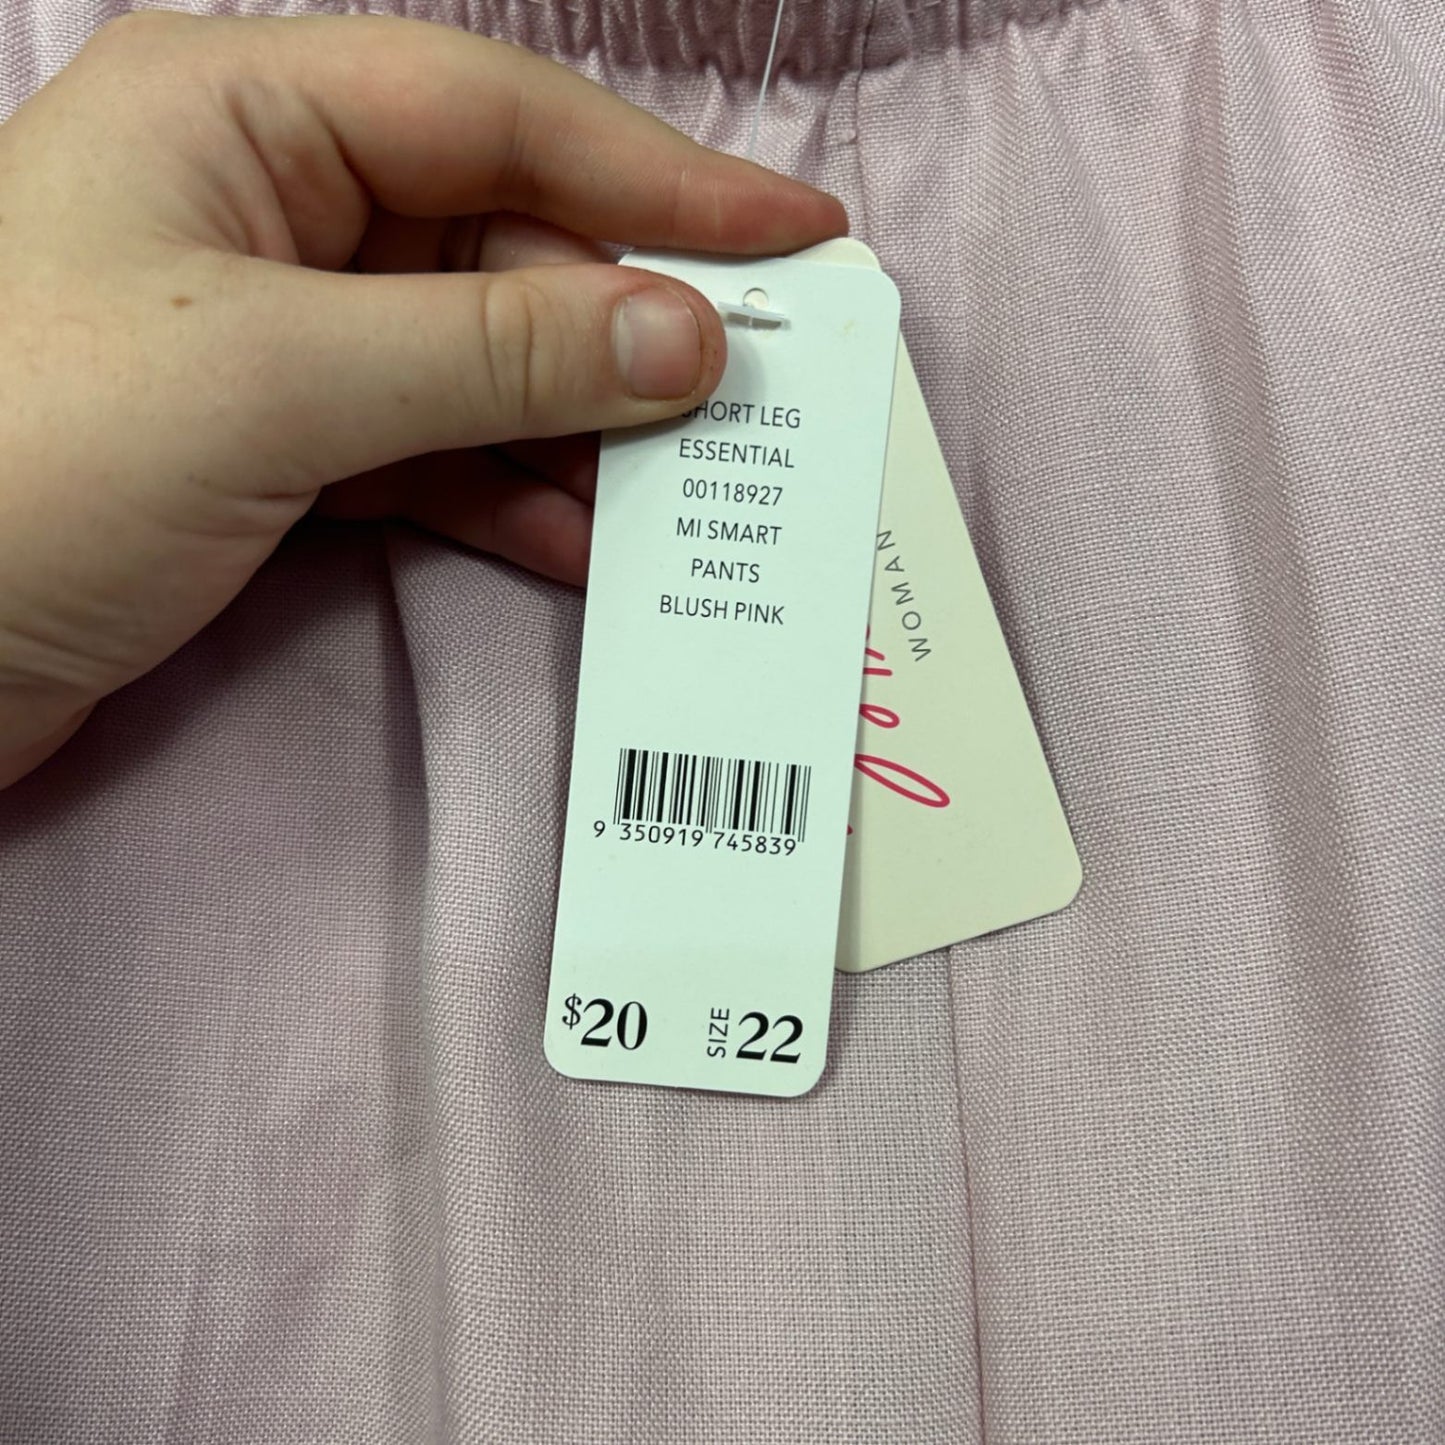 SHORT LEG
ESSENTIAL
00118927
MI SMART
PANTS
BLUSH PINK
9 350919 745839
$20 SIZE 22
WOMAN